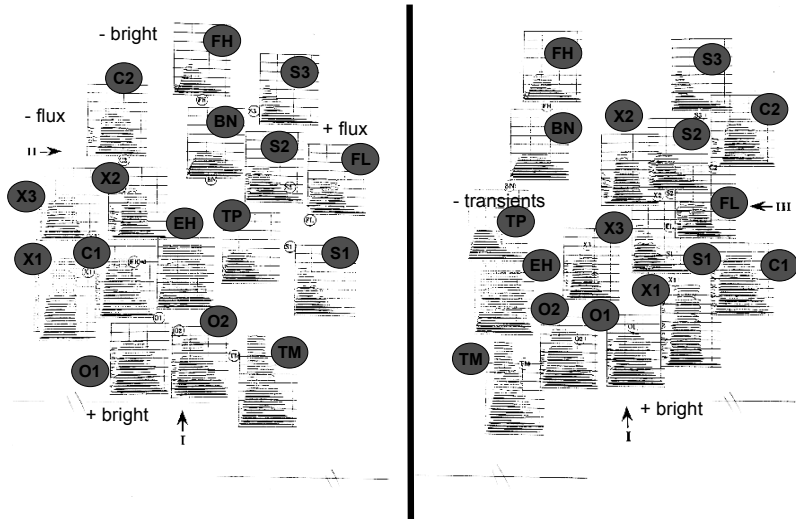 - bright
FH
S3
C2
- flux
BN
+ flux
S2
FL
II
X3
X2
EH
TP
X1
C1
S1
O2
O1
TM
+ bright
I
FH
S3
X2
C2
BN
S2
- transients
FL
III
TP
X3
EH
S1
C1
X1
O2
O1
TM
+ bright
I